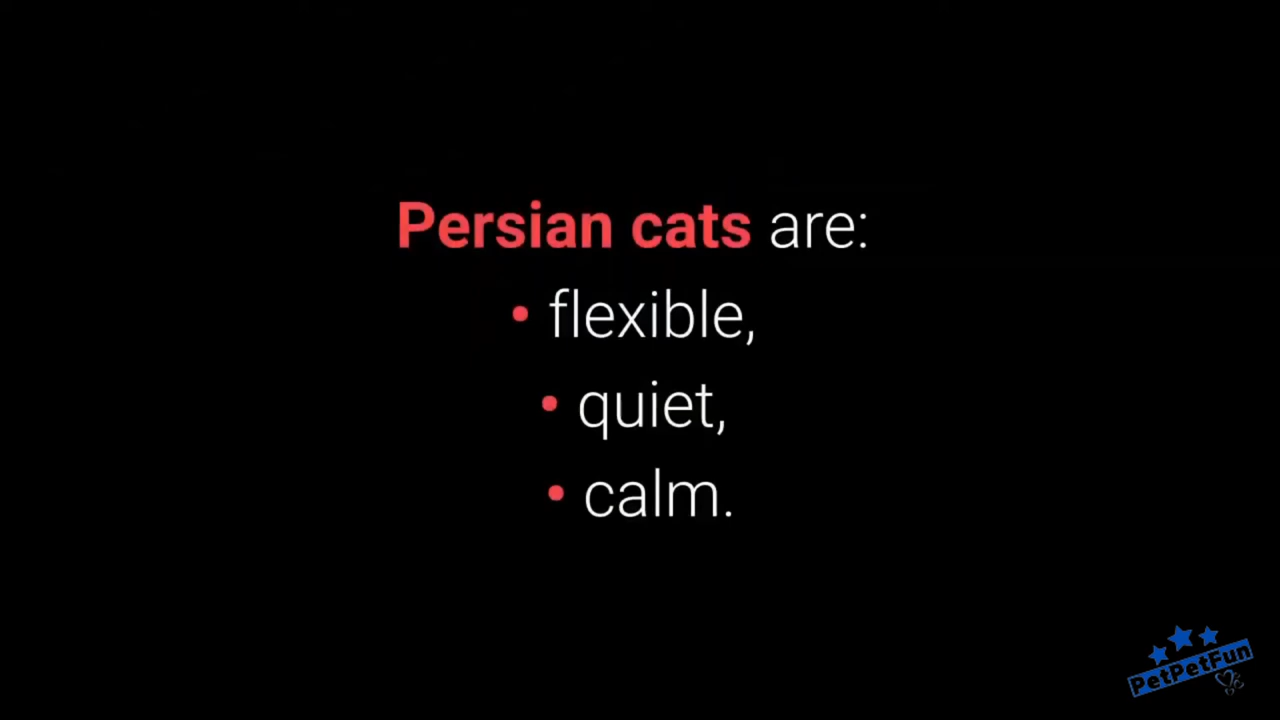 Persian cats are:
• flexible,
• quiet,
• calm.
PetPetFun